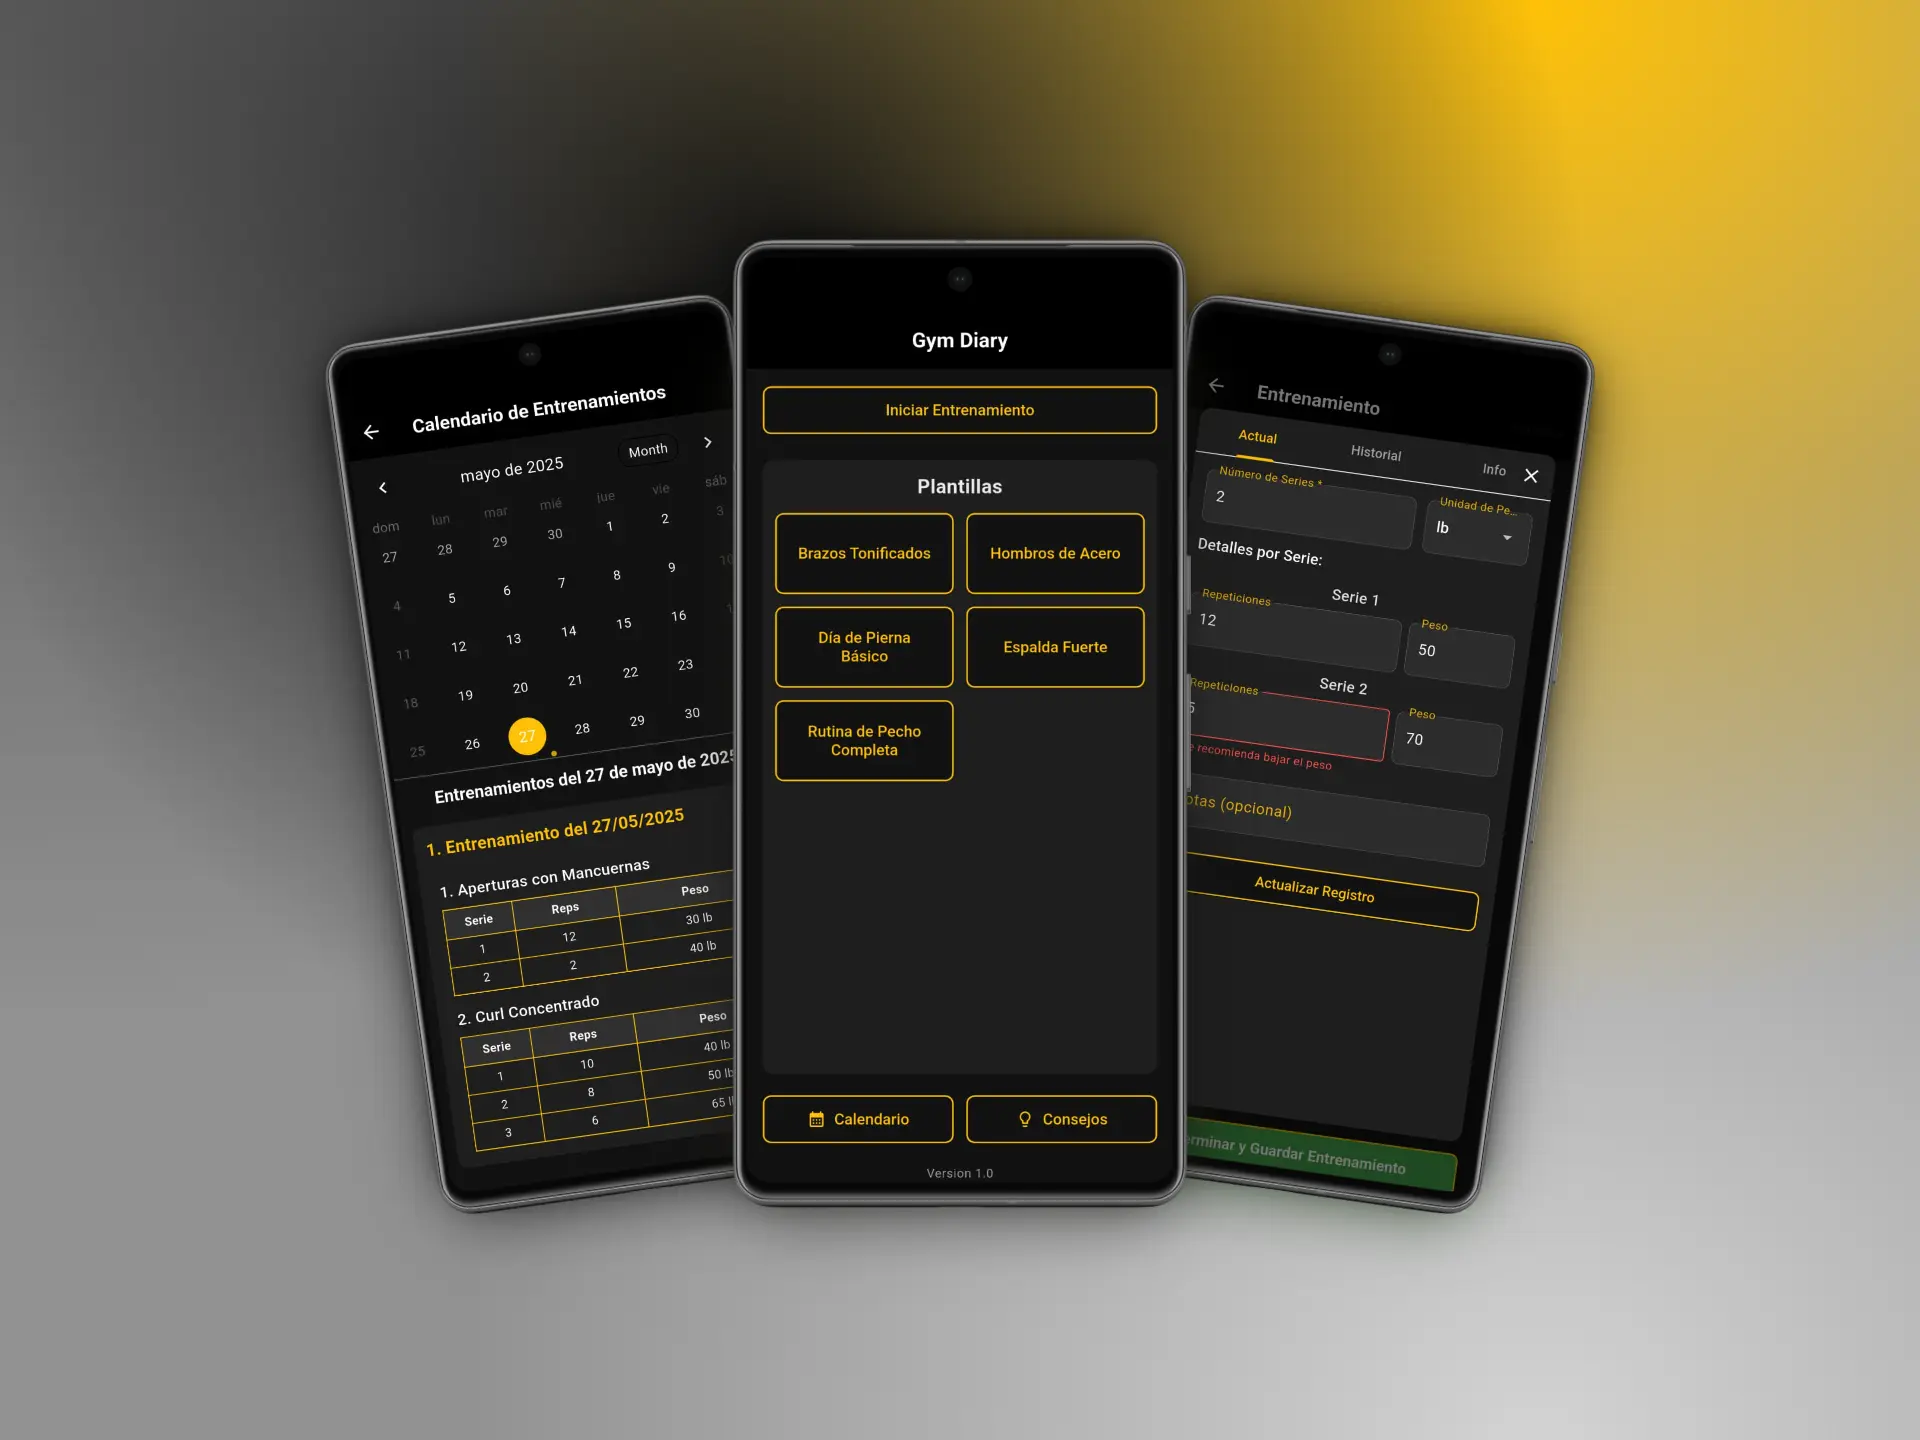 Calendario de Entrenamientos
mayo de 2025
Month
dom lun mar mié jue vie sáb
27 28 29 30 1 2 3
4 5 6 7 8 9 10
11 12 13 14 15 16
18 19 20 21 22 23
25 26 27 28 29 30
Entrenamientos del 27 de mayo de 2025
1. Entrenamiento del 27/05/2025
1. Aperturas con Mancuernas
Serie Reps Peso
1 12 30 lb
2 2 40 lb
2. Curl Concentrado
Serie Reps Peso
1 10 40 lb
2 8 50 lb
3 6 65 l
Gym Diary
Iniciar Entrenamiento
Plantillas
Brazos Tonificados
Hombros de Acero
Día de Pierna
Básico
Espalda Fuerte
Rutina de Pecho
Completa
Calendario
Consejos
Version 1.0
Entrenamiento
Actual Historial Info
Número de Series *
2
Unidad de Pe...
lb
Detalles por Serie:
Serie 1
Repeticiones
12
Peso
50
Serie 2
Repeticiones
Peso
70
recomienda bajar el peso
otas (opcional)
Actualizar Registro
erminar y Guardar Entrenamiento